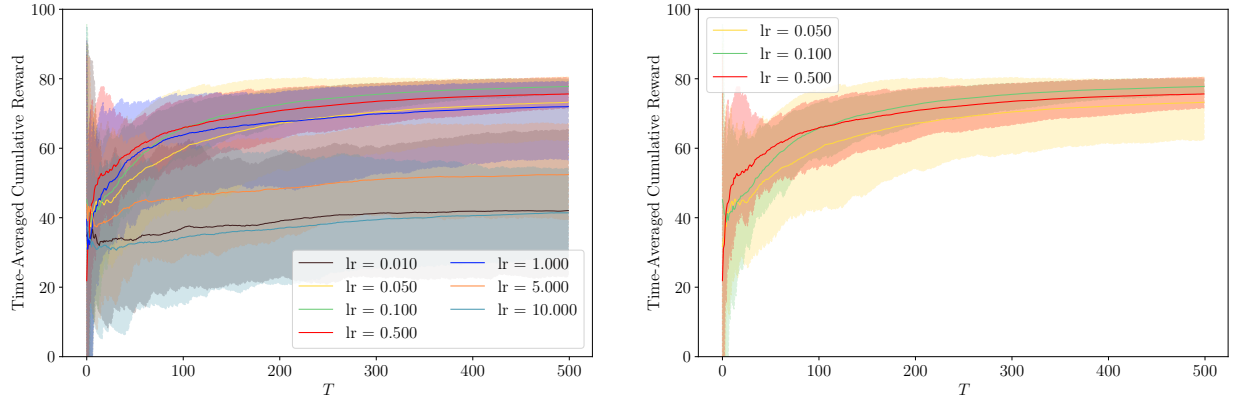 Time-Averaged Cumulative Reward
100
80
60
40
20
0
0
100
200
300
400
500
T
lr = 0.010
lr = 0.050
lr = 0.100
lr = 0.500
lr = 1.000
lr = 5.000
lr = 10.000
Time-Averaged Cumulative Reward
100
80
60
40
20
0
0
100
200
300
400
500
T
lr = 0.050
lr = 0.100
lr = 0.500